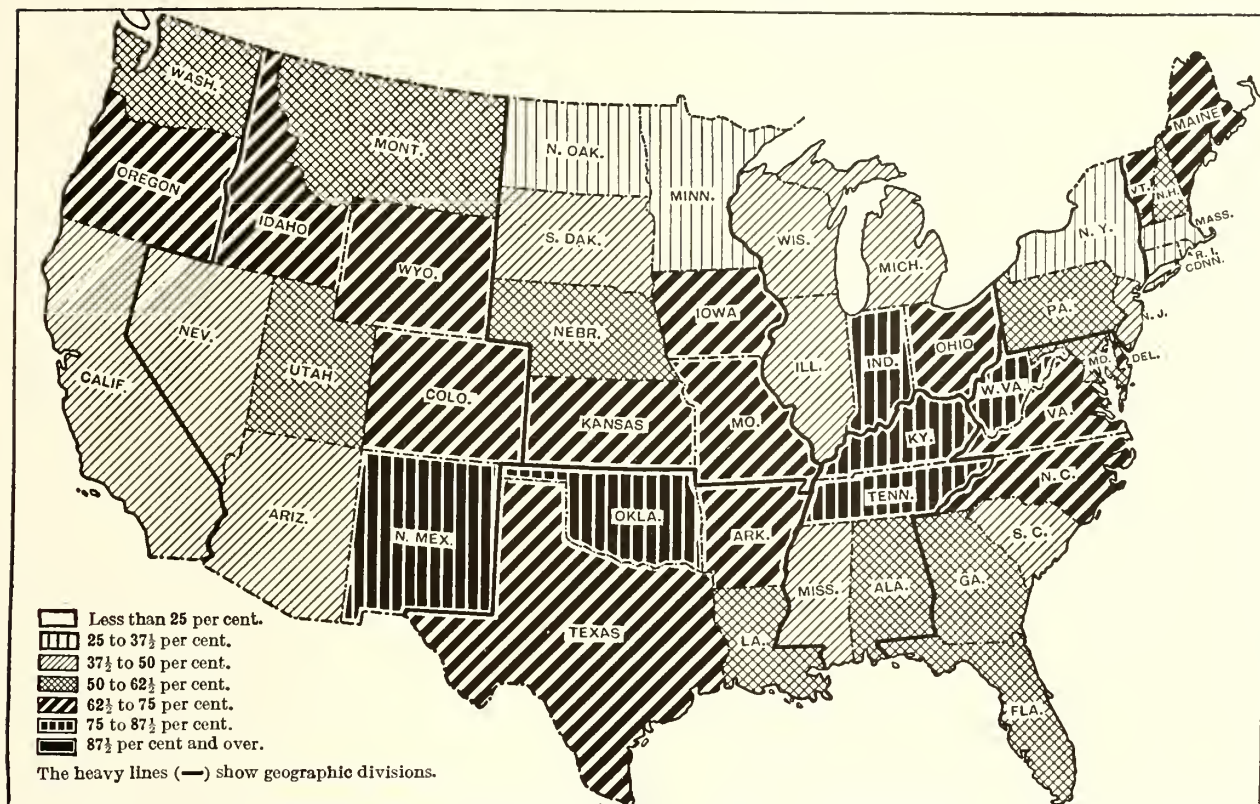 WASH.
MONT.
N. DAK.
MINN.
OREGON
IDAHO
WYO.
S. DAK.
WIS.
MICH.
N. Y.
VT.
N.H.
MAINE
MASS.
R. I.
CONN.
NEV.
UTAH
CALIF.
COLO.
NEBR.
IOWA
ILL.
IND.
OHIO
PA.
N. J.
MD.
DEL.
KANSAS
MO.
KY.
W. VA.
VA.
ARIZ.
N. MEX.
OKLA.
ARK.
TENN.
N. C.
S. C.
TEXAS
LA.
MISS.
ALA.
GA.
FLA.
Less than 25 per cent.
25 to 37½ per cent.
37½ to 50 per cent.
50 to 62½ per cent.
62½ to 75 per cent.
75 to 87½ per cent.
87½ per cent and over.
The heavy lines (—) show geographic divisions.